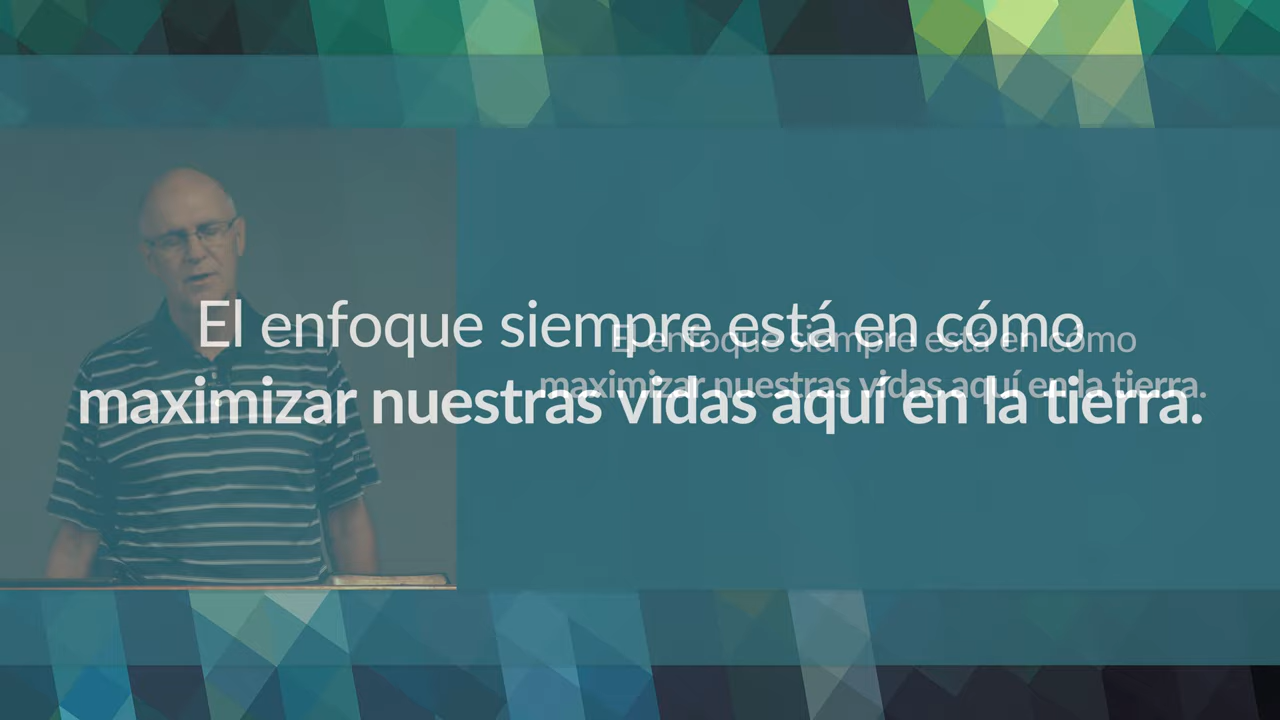 El enfoque siempre está en cómo
maximizar nuestras vidas aquí en la tierra.
El enfoque siempre está en cómo
maximizar nuestras vidas aquí en la tierra.